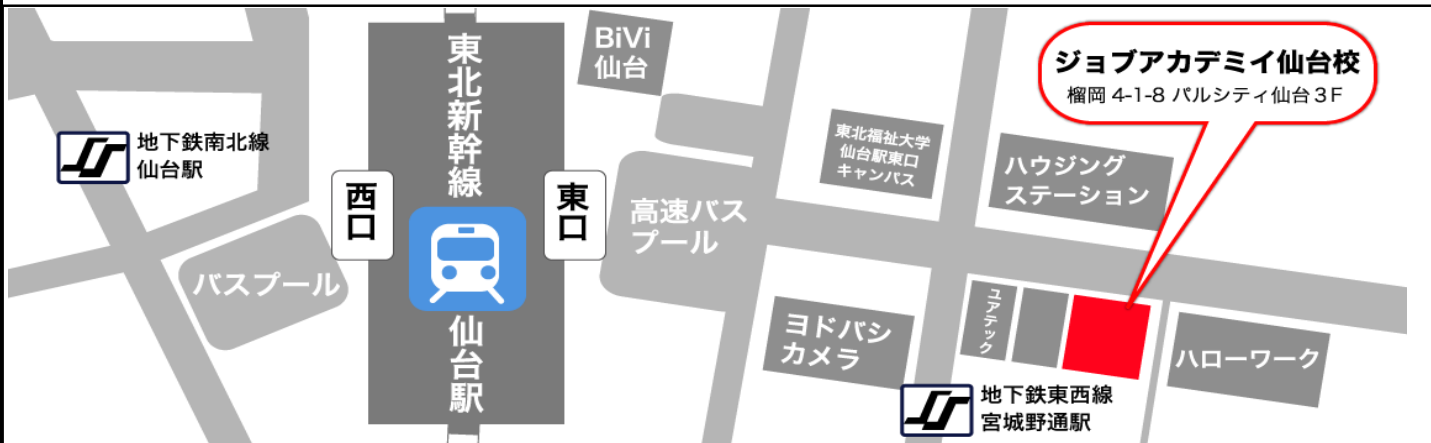 地下鉄南北線
仙台駅
バスプール
西口
東北新幹線
仙台駅
東口
BiVi
仙台
高速バス
プール
東北福祉大学
仙台駅東口
キャンパス
ハウジング
ステーション
ジョブアカデミイ仙台校
榴岡 4-1-8 パルシティ仙台3F
ヨドバシ
カメラ
ユアテック
ハローワーク
地下鉄東西線
宮城野通駅